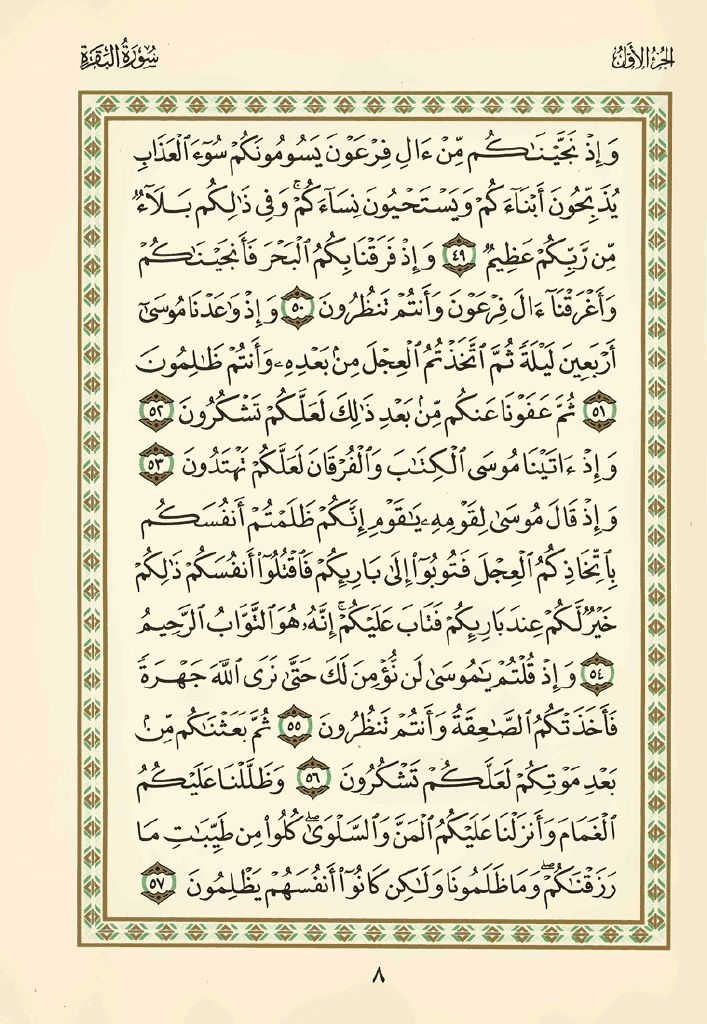 الجزء الأول
سورة البقرة
وَإِذْ نَجَّيْنَٰكُم مِّنْ ءَالِ فِرْعَوْنَ يَسُومُونَكُمْ سُوٓءَ ٱلْعَذَابِ
يُذَبِّحُونَ أَبْنَآءَكُمْ وَيَسْتَحْيُونَ نِسَآءَكُمْ ۚ وَفِى ذَٰلِكُم بَلَآءٌ
مِّن رَّبِّكُمْ عَظِيمٌ ٤٩ وَإِذْ فَرَقْنَا بِكُمُ ٱلْبَحْرَ فَأَنجَيْنَٰكُمْ
وَأَغْرَقْنَآ ءَالَ فِرْعَوْنَ وَأَنتُمْ تَنظُرُونَ ٥٠ وَإِذْ وَٰعَدْنَا مُوسَىٰٓ
أَرْبَعِينَ لَيْلَةً ثُمَّ ٱتَّخَذْتُمُ ٱلْعِجْلَ مِنۢ بَعْدِهِۦ وَأَنتُمْ ظَٰلِمُونَ
٥١ ثُمَّ عَفَوْنَا عَنكُم مِّنۢ بَعْدِ ذَٰلِكَ لَعَلَّكُمْ تَشْكُرُونَ ٥٢
وَإِذْ ءَاتَيْنَا مُوسَى ٱلْكِتَٰبَ وَٱلْفُرْقَانَ لَعَلَّكُمْ تَهْتَدُونَ ٥٣
وَإِذْ قَالَ مُوسَىٰ لِقَوْمِهِۦ يَٰقَوْمِ إِنَّكُمْ ظَلَمْتُمْ أَنفُسَكُم
بِٱتِّخَاذِكُمُ ٱلْعِجْلَ فَتُوبُوٓا۟ إِلَىٰ بَارِئِكُمْ فَٱقْتُلُوٓا۟ أَنفُسَكُمْ ذَٰلِكُمْ
خَيْرٌ لَّكُمْ عِندَ بَارِئِكُمْ فَتَابَ عَلَيْكُمْ ۚ إِنَّهُۥ هُوَ ٱلتَّوَّابُ ٱلرَّحِيمُ
٥٤ وَإِذْ قُلْتُمْ يَٰمُوسَىٰ لَن نُّؤْمِنَ لَكَ حَتَّىٰ نَرَى ٱللَّهَ جَهْرَةً
فَأَخَذَتْكُمُ ٱلصَّٰعِقَةُ وَأَنتُمْ تَنظُرُونَ ٥٥ ثُمَّ بَعَثْنَٰكُم مِّنۢ
بَعْدِ مَوْتِكُمْ لَعَلَّكُمْ تَشْكُرُونَ ٥٦ وَظَلَّلْنَا عَلَيْكُمُ
ٱلْغَمَامَ وَأَنزَلْنَا عَلَيْكُمُ ٱلْمَنَّ وَٱلسَّلْوَىٰ ۖ كُلُوا۟ مِن طَيِّبَٰتِ مَا
رَزَقْنَٰكُمْ ۖ وَمَا ظَلَمُونَا وَلَٰكِن كَانُوٓا۟ أَنفُسَهُمْ يَظْلِمُونَ ٥٧
٨